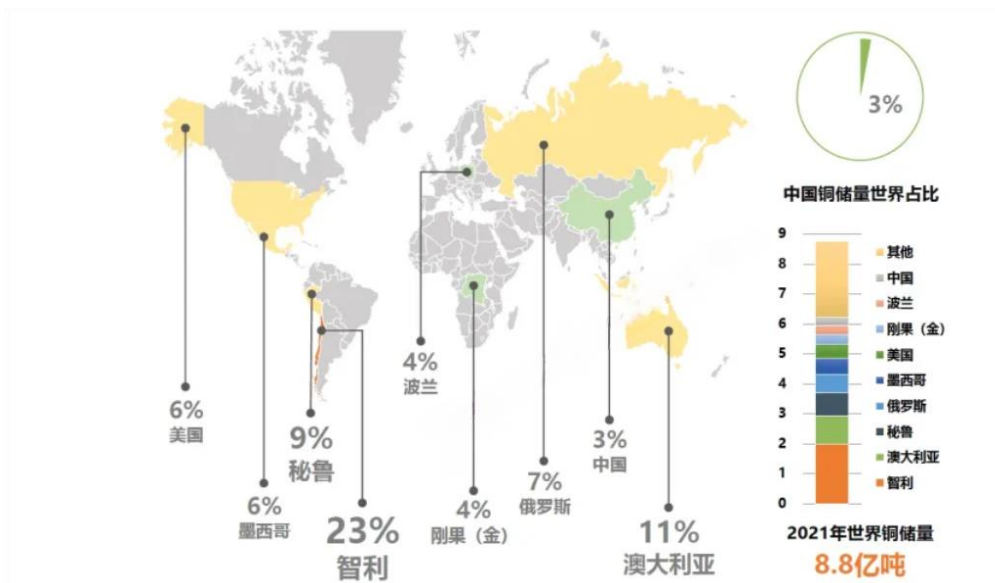 3%
中国铜储量世界占比
9
8
7
6
5
4
3
2
1
0
其他
中国
波兰
刚果（金）
美国
墨西哥
俄罗斯
秘鲁
澳大利亚
智利
2021年世界铜储量
8.8亿吨
6%
美国
6%
墨西哥
9%
秘鲁
23%
智利
4%
波兰
4%
刚果（金）
7%
俄罗斯
3%
中国
11%
澳大利亚